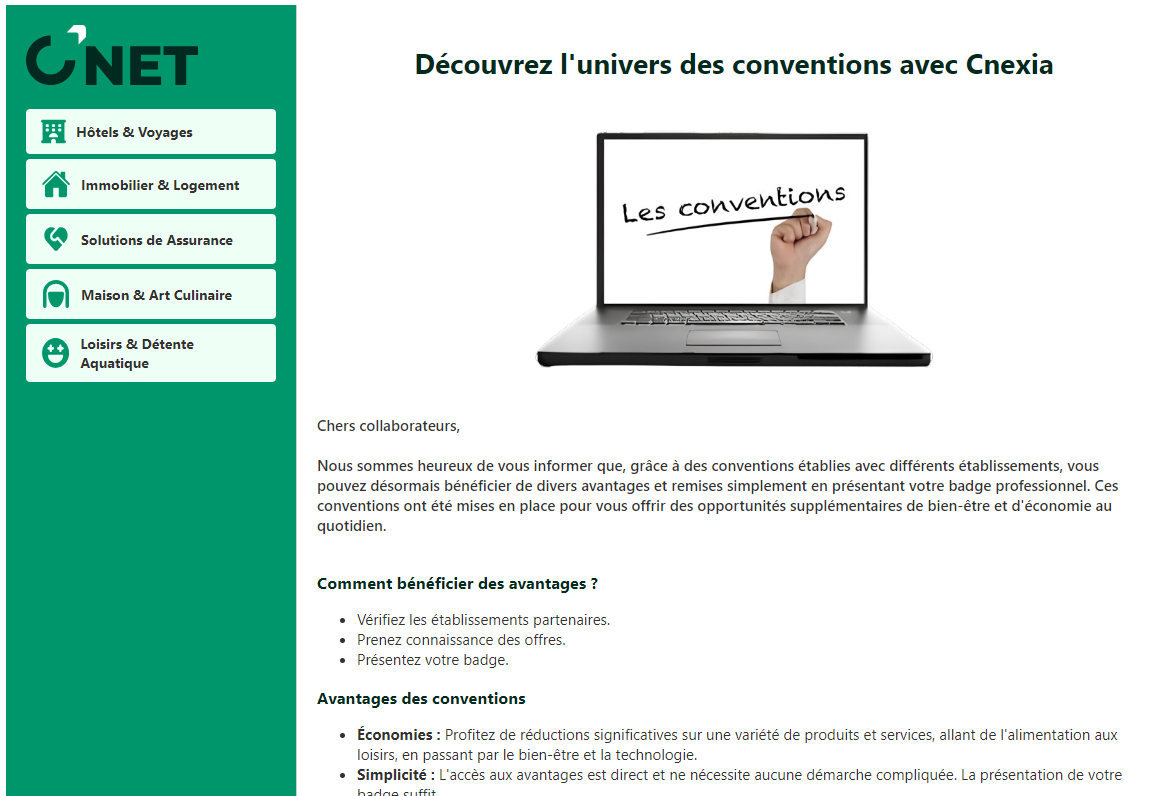 C'NET
Hôtels & Voyages
Immobilier & Logement
Solutions de Assurance
Maison & Art Culinaire
Loisirs & Détente
Aquatique
Découvrez l'univers des conventions avec Cnexia
Les conventions
Chers collaborateurs,
Nous sommes heureux de vous informer que, grâce à des conventions établies avec différents établissements, vous
pouvez désormais bénéficier de divers avantages et remises simplement en présentant votre badge professionnel. Ces
conventions ont été mises en place pour vous offrir des opportunités supplémentaires de bien-être et d'économie au
quotidien.
Comment bénéficier des avantages ?
• Vérifiez les établissements partenaires.
• Prenez connaissance des offres.
• Présentez votre badge.
Avantages des conventions
• Économies : Profitez de réductions significatives sur une variété de produits et services, allant de l'alimentation aux
loisirs, en passant par le bien-être et la technologie.
• Simplicité : L'accès aux avantages est direct et ne nécessite aucune démarche compliquée. La présentation de votre
badge suffit.